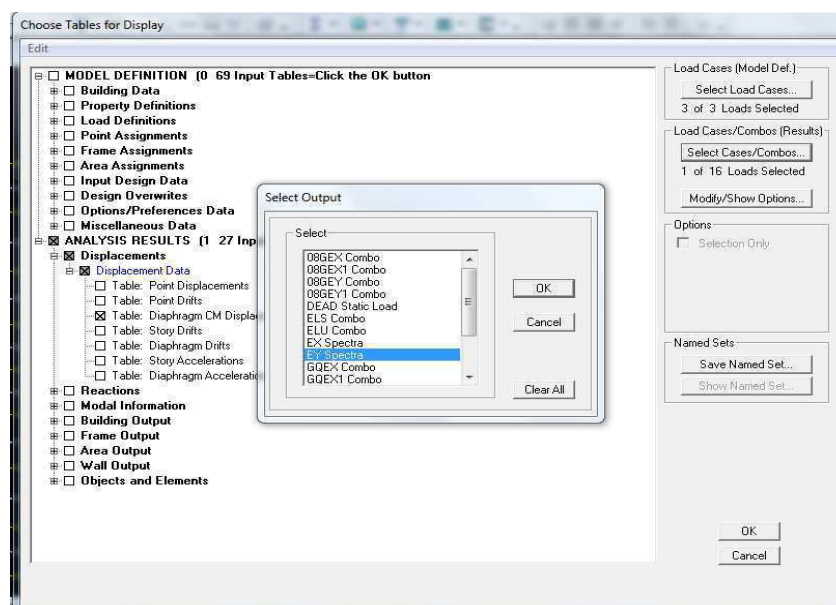 Choose Tables for Display
Edit
MODEL DEFINITION (0 69 Input Tables=Click the OK button
Building Data
Property Definitions
Load Definitions
Point Assignments
Frame Assignments
Area Assignments
Input Design Data
Design Overwrites
Options/Preferences Data
Miscellaneous Data
ANALYSIS RESULTS (1 27 Inp
Displacements
Displacement Data
Table: Point Displacements
Table: Point Drifts
Table: Diaphragm CM Displa
Table: Story Drifts
Table: Diaphragm Drifts
Table: Story Accelerations
Table: Diaphragm Acceleratio
Reactions
Modal Information
Building Output
Frame Output
Area Output
Wall Output
Objects and Elements
Select Output
Select
08GEX Combo
08GEX1 Combo
08GEY Combo
08GEY1 Combo
DEAD Static Load
ELS Combo
ELU Combo
EX Spectra
EY Spectra
GQEX Combo
GQEX1 Combo
OK
Cancel
Clear All
Load Cases (Model Def.)
Select Load Cases...
3 of 3 Loads Selected
Load Cases/Combos (Results)
Select Cases/Combos...
1 of 16 Loads Selected
Modify/Show Options...
Options
Selection Only
Named Sets
Save Named Set...
Show Named Set...
OK
Cancel